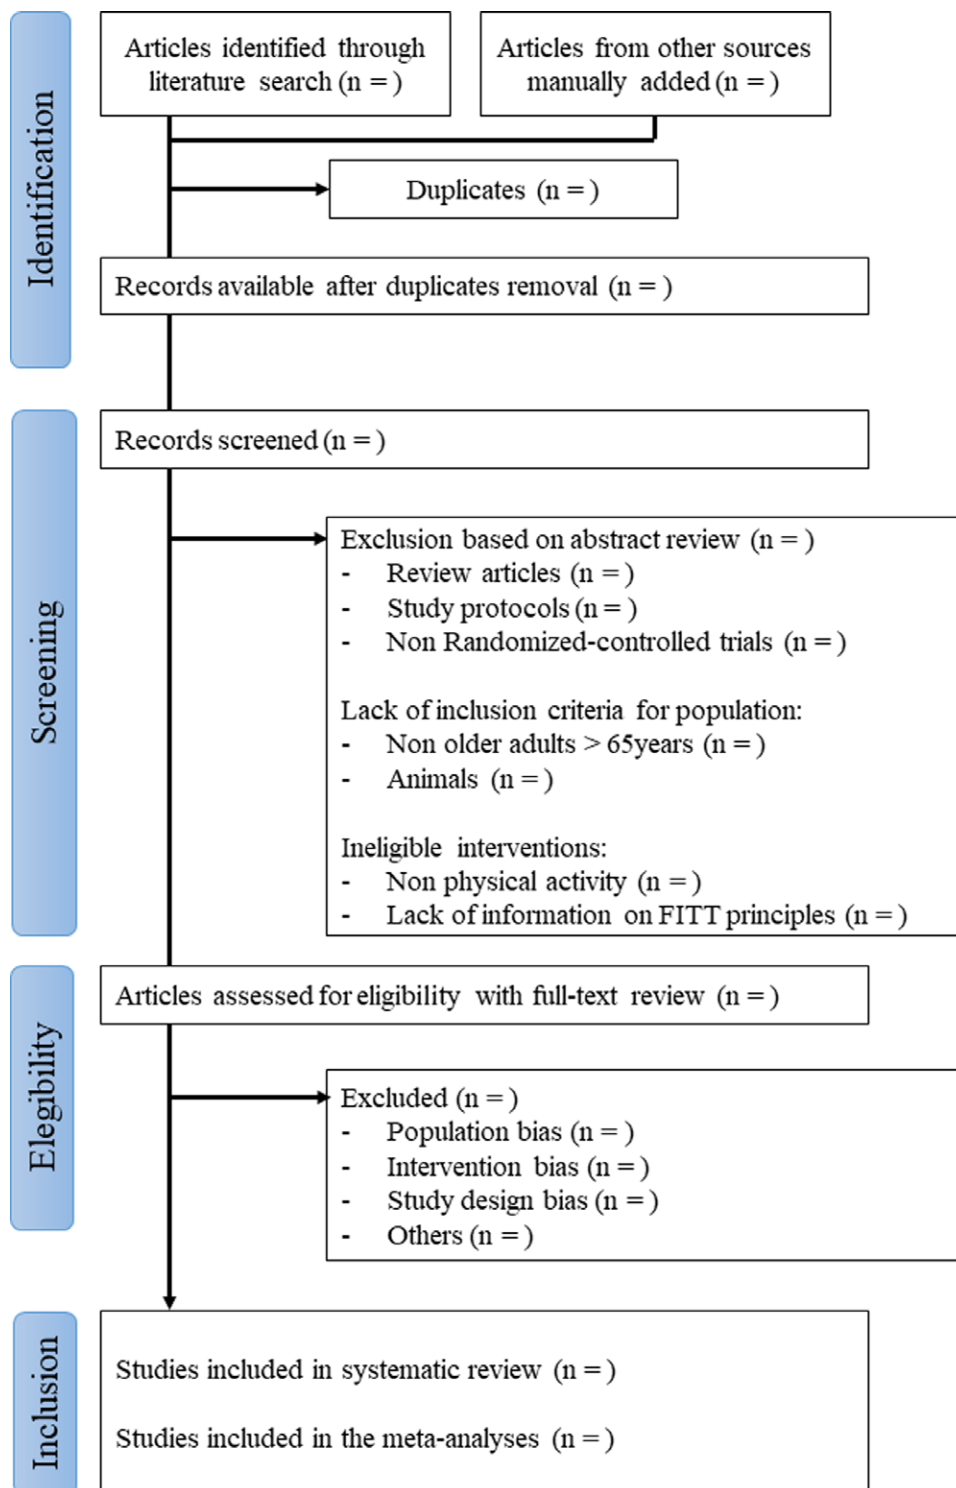 Identification
Articles identified through
literature search (n = )
Articles from other sources
manually added (n = )
Duplicates (n = )
Records available after duplicates removal (n = )
Screening
Records screened (n = )
Exclusion based on abstract review (n = )
- Review articles (n = )
- Study protocols (n = )
- Non Randomized-controlled trials (n = )
Lack of inclusion criteria for population:
- Non older adults > 65years (n = )
- Animals (n = )
Ineligible interventions:
- Non physical activity (n = )
- Lack of information on FITT principles (n = )
Elegibility
Articles assessed for eligibility with full-text review (n = )
Excluded (n = )
- Population bias (n = )
- Intervention bias (n = )
- Study design bias (n = )
- Others (n = )
Inclusion
Studies included in systematic review (n = )
Studies included in the meta-analyses (n = )